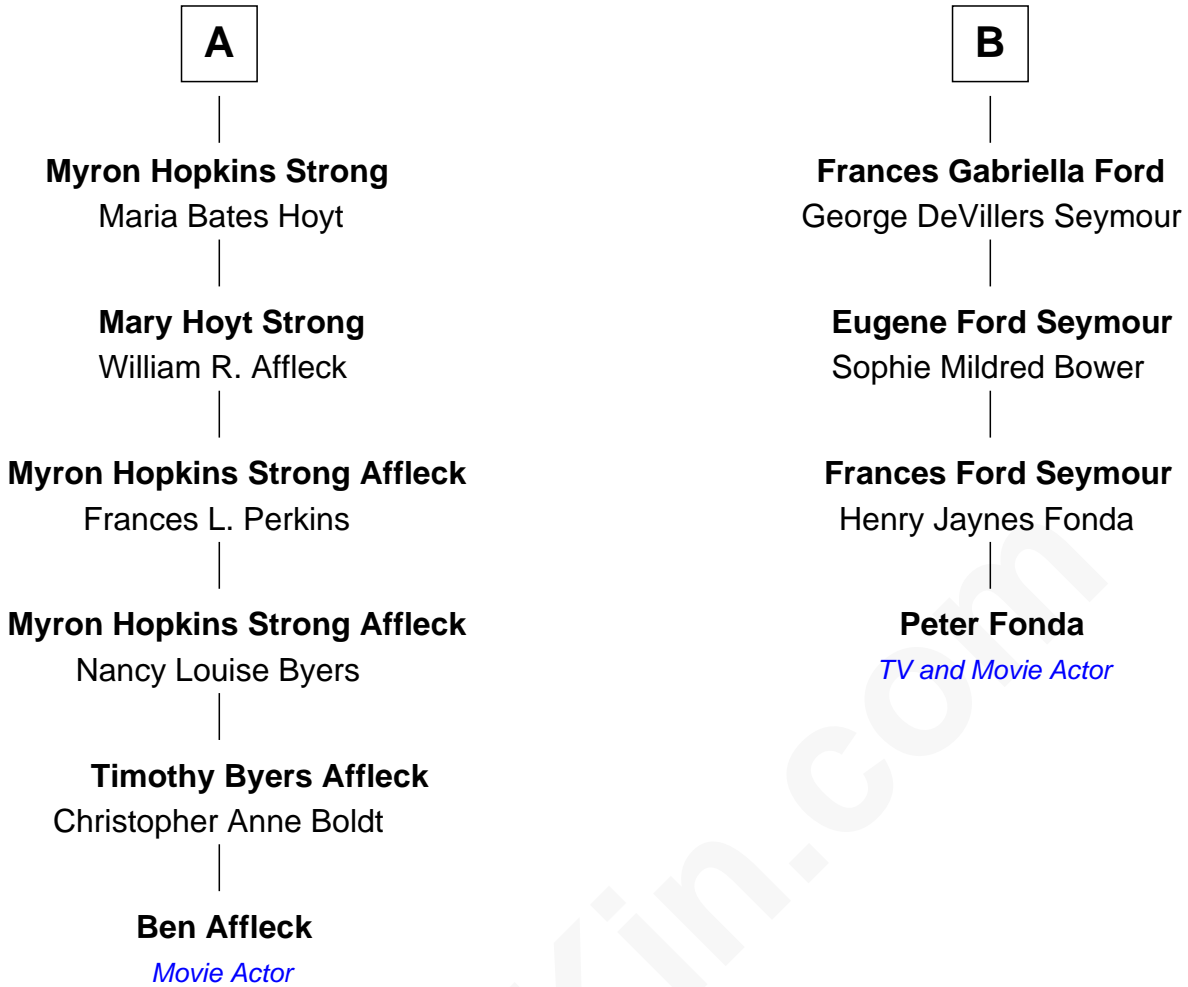 A
Myron Hopkins Strong
Maria Bates Hoyt
Mary Hoyt Strong
William R. Affleck
Myron Hopkins Strong Affleck
Frances L. Perkins
Myron Hopkins Strong Affleck
Nancy Louise Byers
Timothy Byers Affleck
Christopher Anne Boldt
Ben Affleck
Movie Actor
B
Frances Gabriella Ford
George DeVillers Seymour
Eugene Ford Seymour
Sophie Mildred Bower
Frances Ford Seymour
Henry Jaynes Fonda
Peter Fonda
TV and Movie Actor
Kin.com